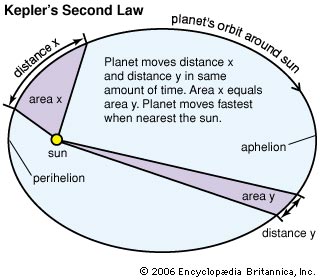 Kepler's Second Law
planet's orbit around sun
distance x
Planet moves distance x
and distance y in same
amount of time. Area x equals
area y. Planet moves fastest
when nearest the sun.
area x
sun
aphelion
perihelion
area y
distance y
© 2006 Encyclopædia Britannica, Inc.